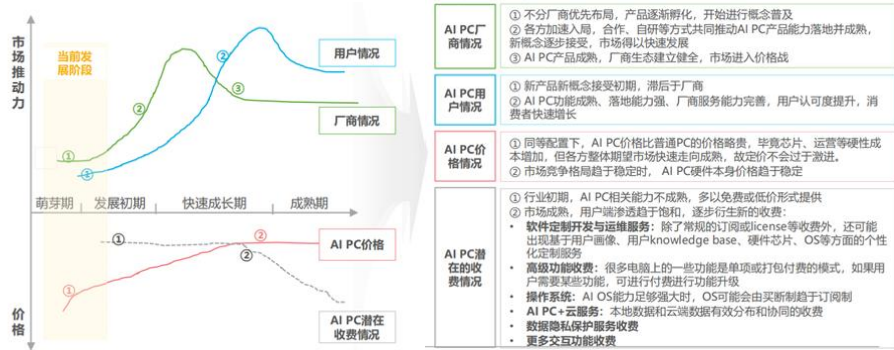 市场推动力
当前发
展阶段
②
②
③
①
①
用户情况
厂商情况
萌芽期
发展初期
快速成长期
成熟期
①
②
②
①
AI PC价格
AI PC潜在
收费情况
价格
AI PC厂
商情况
① 不分厂商优先布局，产品逐渐孵化，开始进行概念普及
② 各方加速入局，合作、自研等方式共同推动AI PC产品能力落地并成熟，
新概念逐步接受，市场得以快速发展
③ AI PC产品成熟，厂商生态建立健全，市场进入价格战
AI PC用
户情况
① 新产品新概念接受初期，滞后于厂商
② AI PC功能成熟、落地能力强、厂商服务能力完善，用户认可度提升，消
费者快速增长
AI PC价
格情况
① 同等配置下，AI PC价格比普通PC的价格略贵，毕竟芯片、运营等硬性成
本增加，但各方整体期望市场快速走向成熟，故定价不会过于激进。
② 市场竞争格局趋于稳定时， AI PC硬件本身价格趋于稳定
AI PC潜
在的收
费情况
① 行业初期，AI PC相关能力不成熟，多以免费或低价形式提供
② 市场成熟，用户端渗透趋于饱和，逐步衍生新的收费：
• 软件定制开发与运维服务：除了常规的订阅或license等收费外，还可能
出现基于用户画像、用户knowledge base、硬件芯片、OS等方面的个性
化定制服务
• 高级功能收费：很多电脑上的一些功能是单项或打包付费的模式，如果用
户需要某些功能，可进行付费进行功能升级
• 操作系统：AI OS能力足够强大时，OS可能会由买断制趋于订阅制
• AI PC+云服务：本地数据和云端数据有效分布和协同的收费
• 数据隐私保护服务收费
• 更多交互功能收费